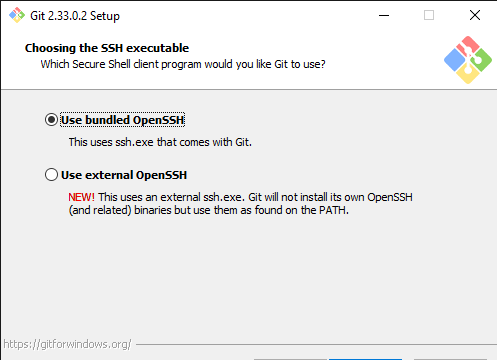 Git 2.33.0.2 Setup
Choosing the SSH executable
Which Secure Shell client program would you like Git to use?
Use bundled OpenSSH
This uses ssh.exe that comes with Git.
Use external OpenSSH
NEW! This uses an external ssh.exe. Git will not install its own OpenSSH
(and related) binaries but use them as found on the PATH.
https://gitforwindows.org/